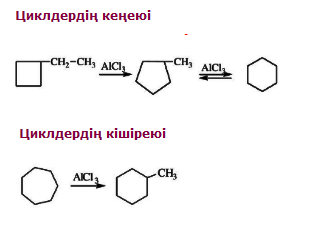 Циклдердің кеңеюі
CH₂–CH₃ AlCl₃ CH₃ AlCl₃
Циклдердің кішіреюі
AlCl₃ CH₃